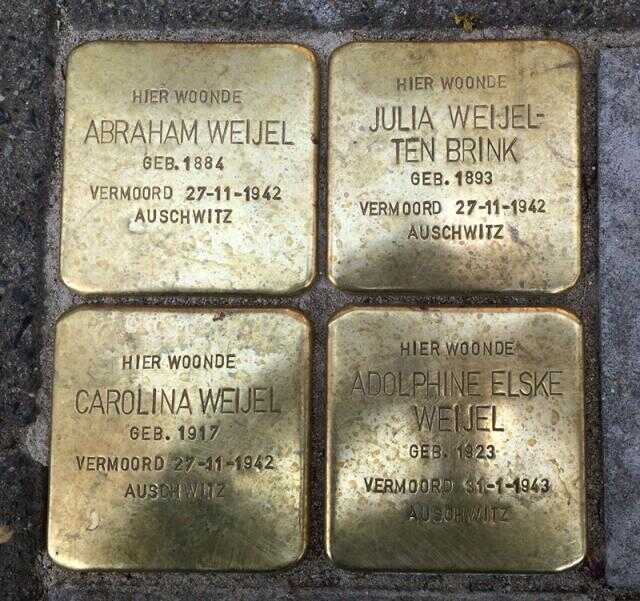 HIER WOONDE
ABRAHAM WEIJEL
GEB. 1884
VERMOORD 27-11-1942
AUSCHWITZ
HIER WOONDE
JULIA WEIJEL-
TEN BRINK
GEB. 1893
VERMOORD 27-11-1942
AUSCHWITZ
HIER WOONDE
CAROLINA WEIJEL
GEB. 1917
VERMOORD 27-11-1942
AUSCHWITZ
HIER WOONDE
ADOLPHINE ELSKE
WEIJEL
GEB. 1923
VERMOORD 31-1-1943
AUSCHWITZ